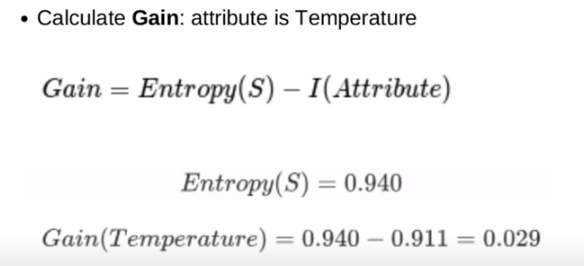 • Calculate Gain: attribute is Temperature
Gain = Entropy(S) – I(Attribute)
Entropy(S) = 0.940
Gain(Temperature) = 0.940 – 0.911 = 0.029